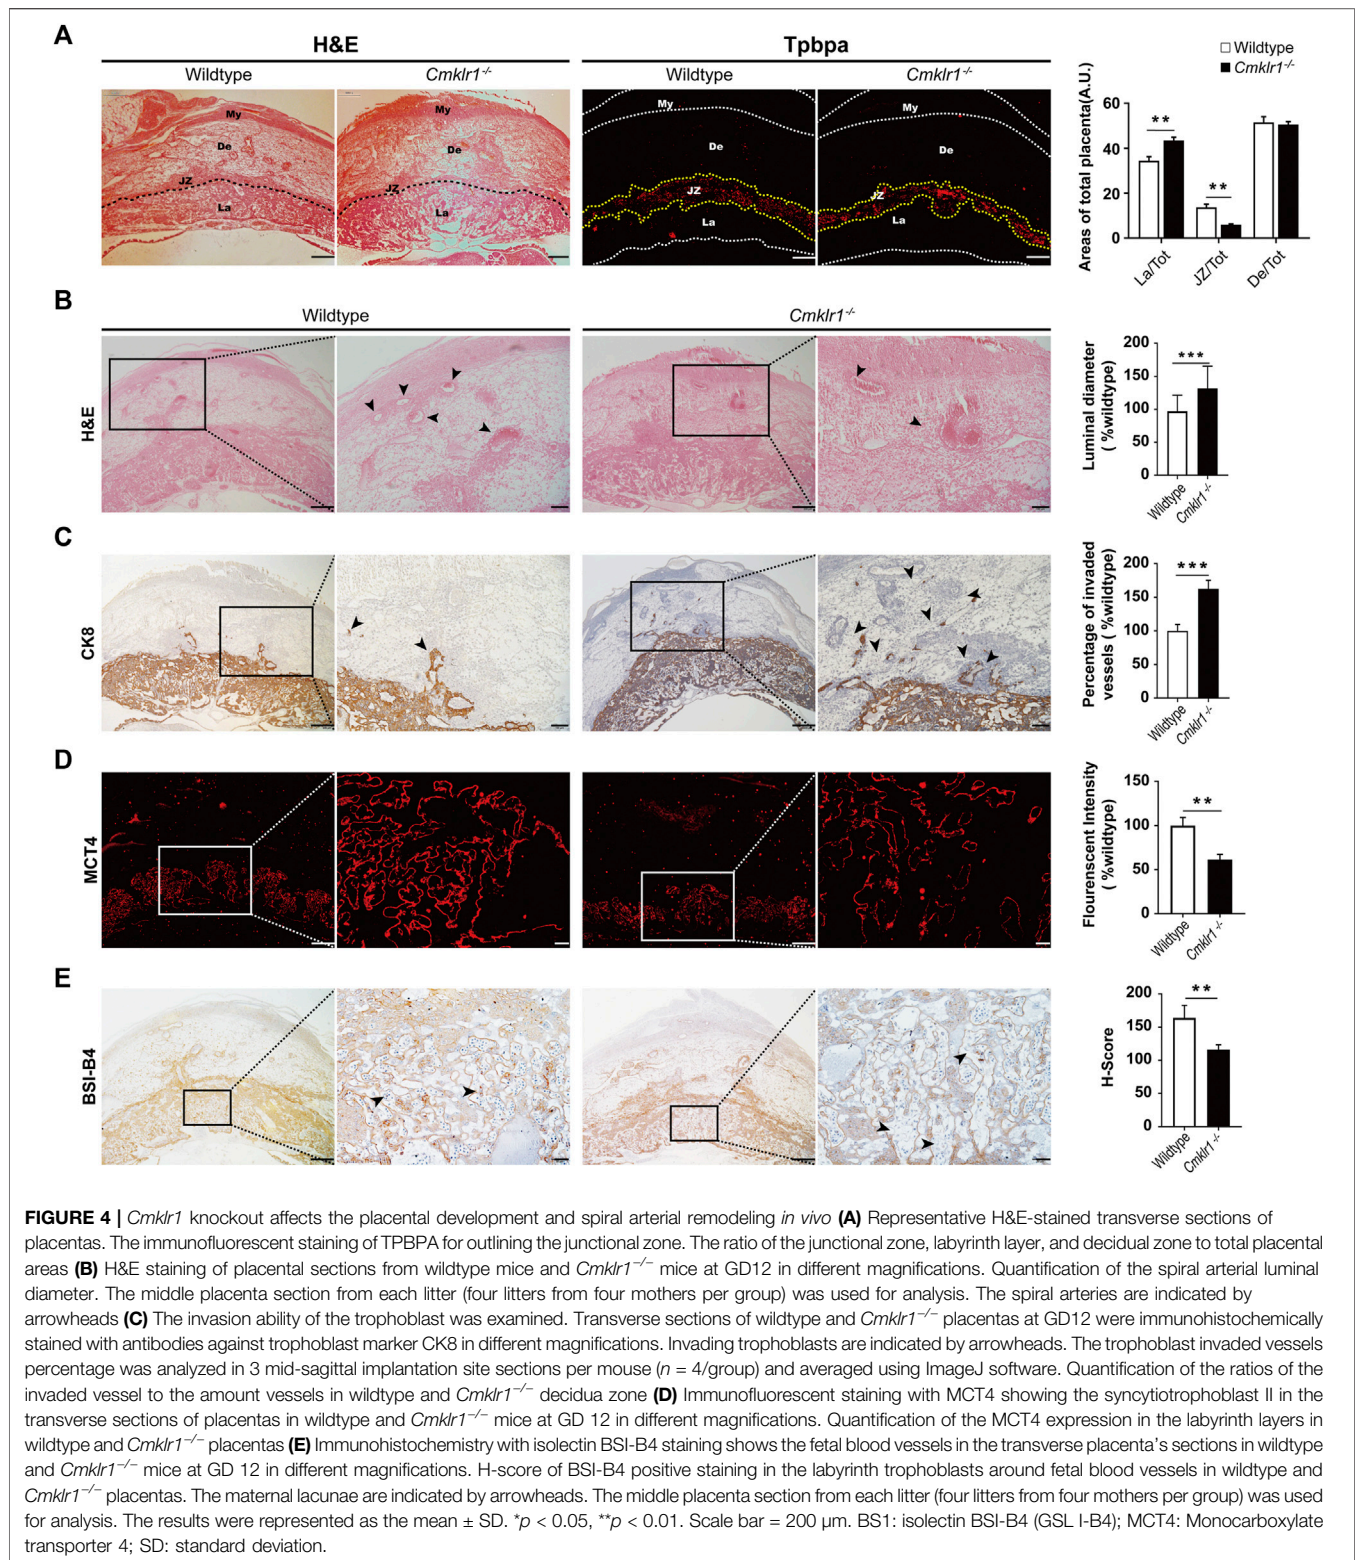 A
H&E
Tpbpa
Wildtype
Cmklr1-/-
Wildtype
Cmklr1-/-
My
De
JZ
La
My
De
JZ
La
My
De
JZ
La
My
De
JZ
La
Wildtype
Cmklr1-/-
Areas of total placenta(A.U.)
60
40
20
0
**
**
La/Tot
JZ/Tot
De/Tot
B
Wildtype
Cmklr1-/-
H&E
Luminal diameter
( %wildtype)
200
150
100
50
0
***
Wildtype
Cmklr1-/-
C
CK8
Percentage of invaded
vessels ( %wildtype)
200
150
100
50
0
***
Wildtype
Cmklr1-/-
D
MCT4
Flourenscent Intensity
( %wildtype)
150
100
50
0
**
Wildtype
Cmklr1-/-
E
BSI-B4
H-Score
200
150
100
50
0
**
Wildtype
Cmklr1-/-
FIGURE 4 | Cmklr1 knockout affects the placental development and spiral arterial remodeling in vivo (A) Representative H&E-stained transverse sections of
placentas. The immunofluorescent staining of TPBPA for outlining the junctional zone. The ratio of the junctional zone, labyrinth layer, and decidual zone to total placental
areas (B) H&E staining of placental sections from wildtype mice and Cmklr1−/− mice at GD12 in different magnifications. Quantification of the spiral arterial luminal
diameter. The middle placenta section from each litter (four litters from four mothers per group) was used for analysis. The spiral arteries are indicated by
arrowheads (C) The invasion ability of the trophoblast was examined. Transverse sections of wildtype and Cmklr1−/− placentas at GD12 were immunohistochemically
stained with antibodies against trophoblast marker CK8 in different magnifications. Invading trophoblasts are indicated by arrowheads. The trophoblast invaded vessels
percentage was analyzed in 3 mid-sagittal implantation site sections per mouse (n = 4/group) and averaged using ImageJ software. Quantification of the ratios of the
invaded vessel to the amount vessels in wildtype and Cmklr1−/− decidua zone (D) Immunofluorescent staining with MCT4 showing the syncytiotrophoblast II in the
transverse sections of placentas in wildtype and Cmklr1−/− mice at GD 12 in different magnifications. Quantification of the MCT4 expression in the labyrinth layers in
wildtype and Cmklr1−/− placentas (E) Immunohistochemistry with isolectin BSI-B4 staining shows the fetal blood vessels in the transverse placenta's sections in wildtype
and Cmklr1−/− mice at GD 12 in different magnifications. H-score of BSI-B4 positive staining in the labyrinth trophoblasts around fetal blood vessels in wildtype and
Cmklr1−/− placentas. The maternal lacunae are indicated by arrowheads. The middle placenta section from each litter (four litters from four mothers per group) was used
for analysis. The results were represented as the mean ± SD. *p < 0.05, **p < 0.01. Scale bar = 200 μm. BS1: isolectin BSI-B4 (GSL I-B4); MCT4: Monocarboxylate
transporter 4; SD: standard deviation.